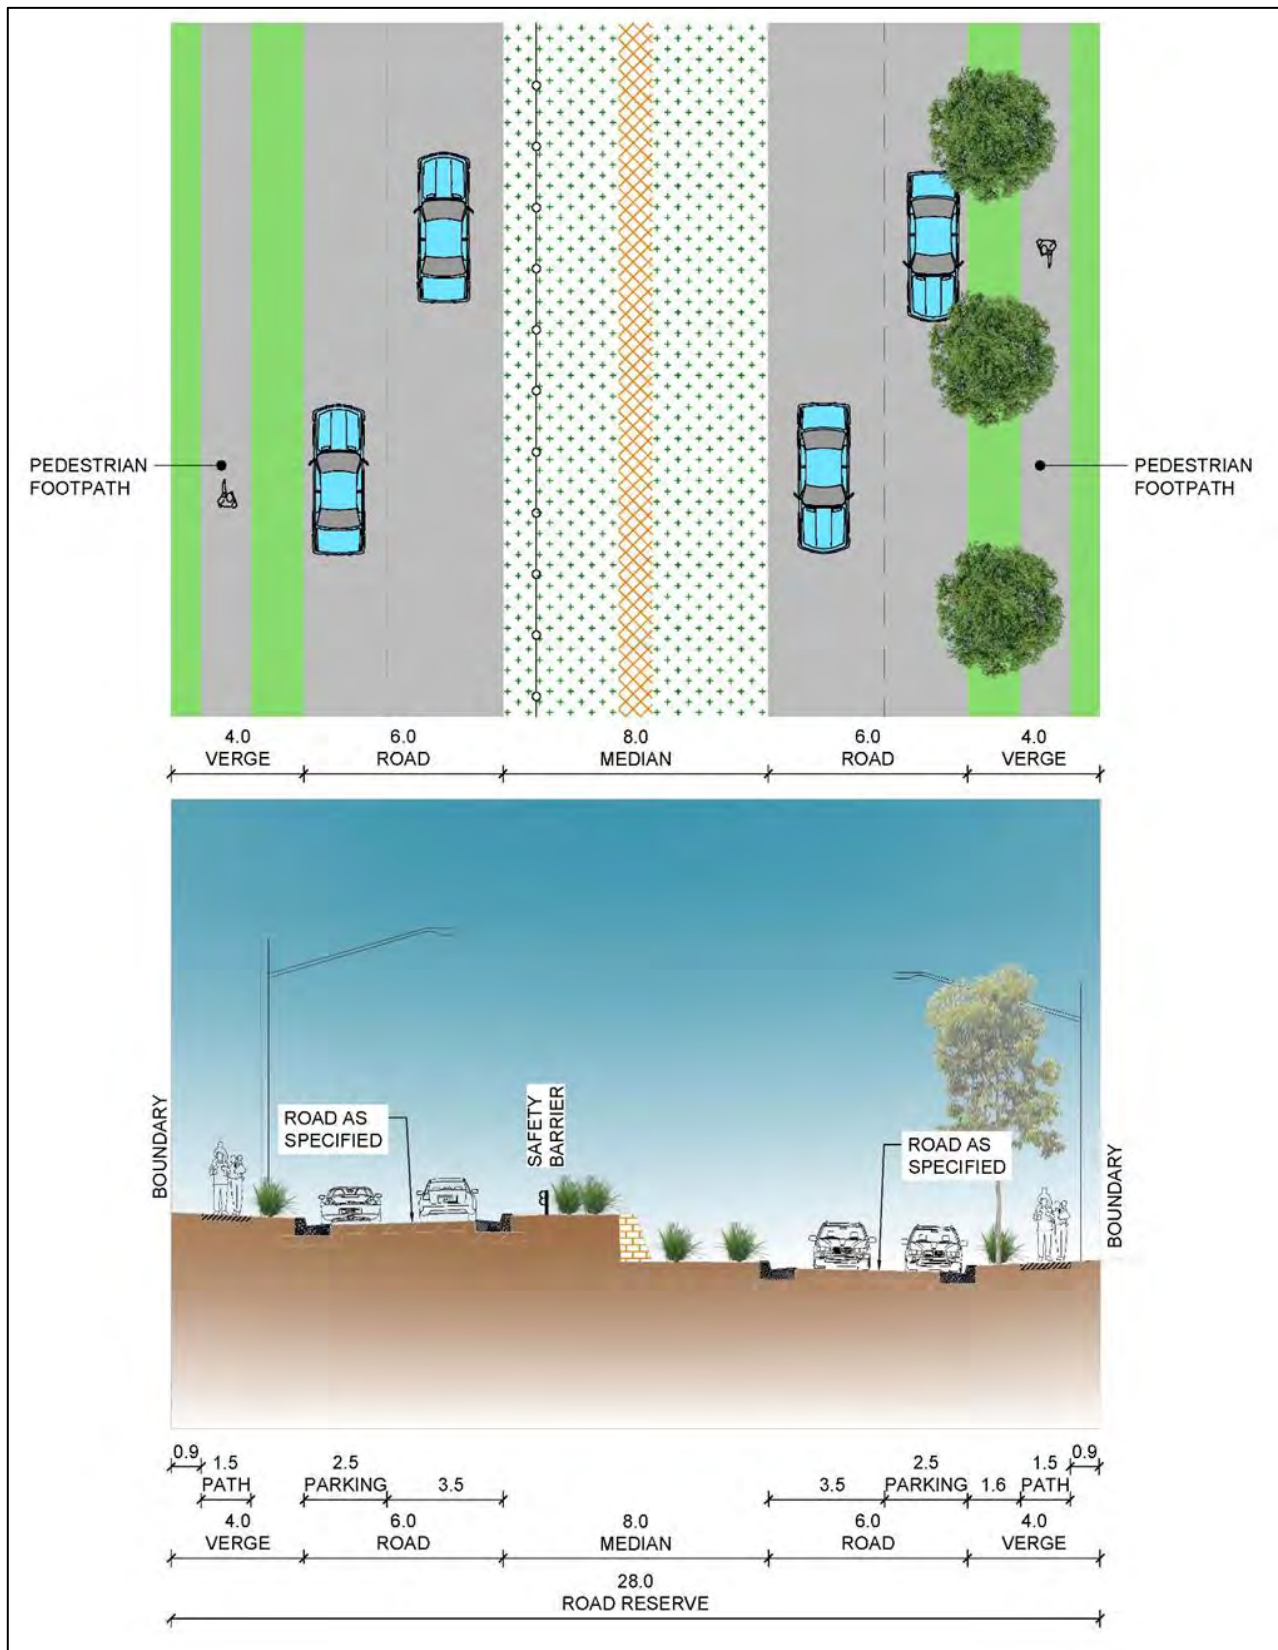 PEDESTRIAN
FOOTPATH
PEDESTRIAN
FOOTPATH
4.0
VERGE
6.0
ROAD
8.0
MEDIAN
6.0
ROAD
4.0
VERGE
BOUNDARY
ROAD AS
SPECIFIED
SAFETY
BARRIER
ROAD AS
SPECIFIED
BOUNDARY
0.9
1.5
PATH
2.5
PARKING
3.5
3.5
2.5
PARKING
1.6
1.5
PATH
0.9
4.0
VERGE
6.0
ROAD
8.0
MEDIAN
6.0
ROAD
4.0
VERGE
28.0
ROAD RESERVE